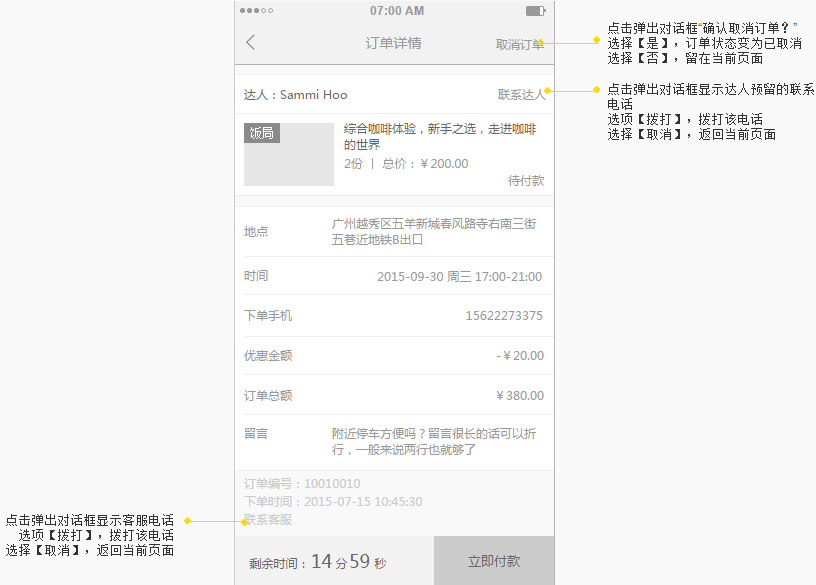 07:00 AM
订单详情
取消订单
点击弹出对话框“确认取消订单？”
选择【是】，订单状态变为已取消
选择【否】，留在当前页面
达人：Sammi Hoo
联系达人
点击弹出对话框显示达人预留的联系
电话
选项【拨打】，拨打该电话
选择【取消】，返回当前页面
饭局
综合咖啡体验，新手之选，走进咖啡
的世界
2份 丨 总价：￥200.00
待付款
地点
广州越秀区五羊新城春风路寺右南三街
五巷近地铁B出口
时间
2015-09-30 周三 17:00-21:00
下单手机
15622273375
优惠金额
-￥20.00
订单总额
￥380.00
留言
附近停车方便吗？留言很长的话可以折
行，一般来说两行也就够了
订单编号：10010010
下单时间：2015-07-15 10:45:30
联系客服
点击弹出对话框显示客服电话
选项【拨打】，拨打该电话
选择【取消】，返回当前页面
剩余时间：14 分 59 秒
立即付款